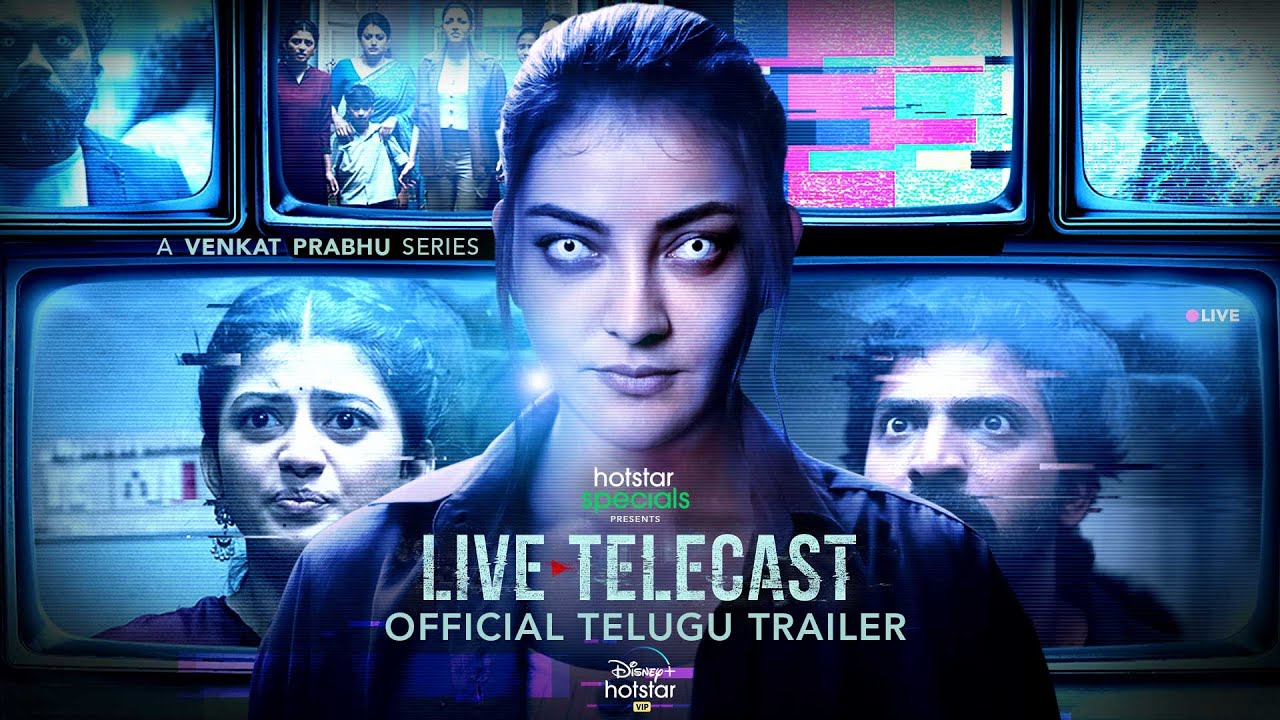 A VENKAT PRABHU SERIES
LIVE
hotstar
specials
PRESENTS
LIVE TELECAST
OFFICIAL TELUGU TRAILER
Disney+
hotstar
VIP